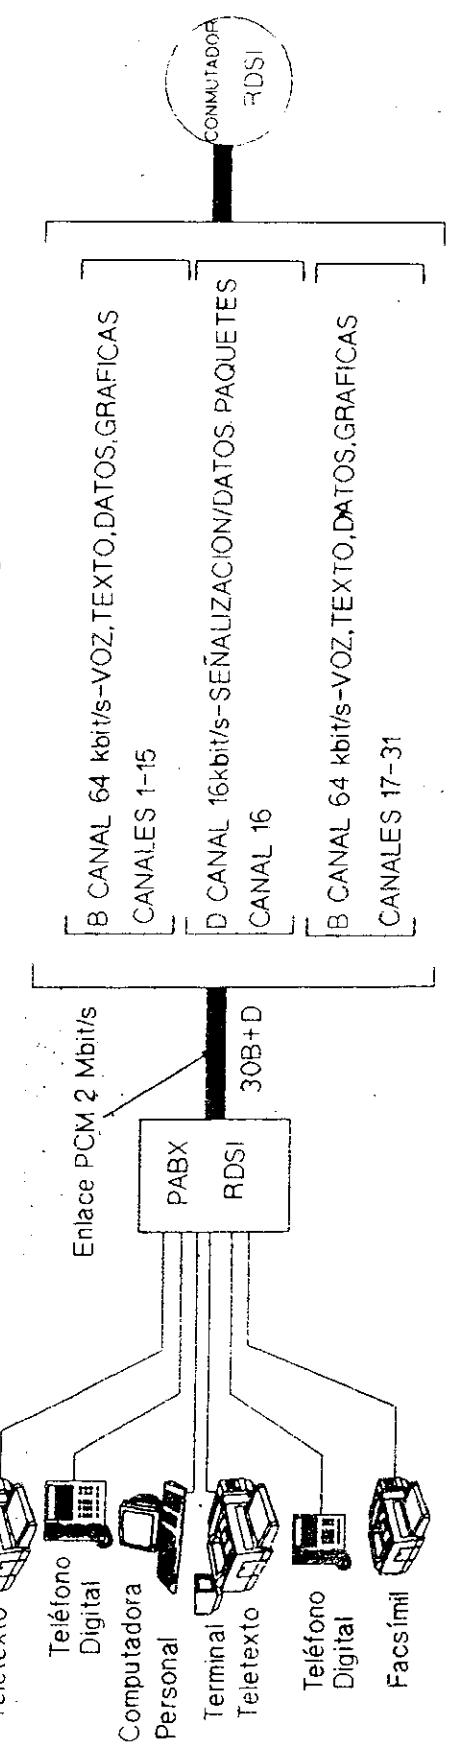 Teletexto
Teléfono
Digital
Computadora
Personal
Terminal
Teletexto
Teléfono
Digital
Facsímil
Enlace PCM 2 Mbit/s
PABX
RDSI
30B+D
B CANAL 64 kbit/s-VOZ,TEXTO,DATOS,GRAFICAS
CANALES 1-15
D CANAL 16kbit/s-SEÑALIZACION/DATOS PAQUETES
CANAL 16
B CANAL 64 kbit/s-VOZ,TEXTO,DATOS,GRAFICAS
CANALES 17-31
CONMUTADOR
RDSI